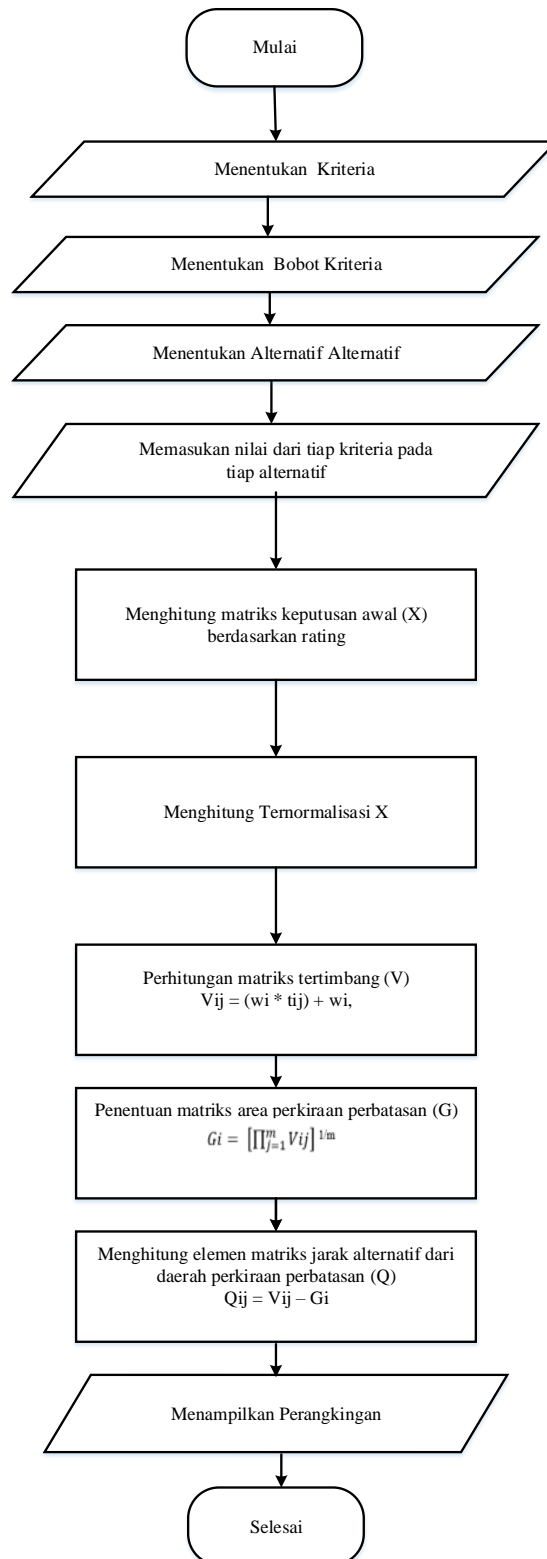 Mulai
Menentukan Kriteria
Menentukan Bobot Kriteria
Menentukan Alternatif Alternatif
Memasukan nilai dari tiap kriteria pada
tiap alternatif
Menghitung matriks keputusan awal (X)
berdasarkan rating
Menghitung Ternormalisasi X
Perhitungan matriks tertimbang (V)
Vij = (wi * tij) + wi,
Penentuan matriks area perkiraan perbatasan (G)
Gi = [∏ᵐⱼ₌₁ Vij] 1/m
Menghitung elemen matriks jarak alternatif dari
daerah perkiraan perbatasan (Q)
Qij = Vij – Gi
Menampilkan Perangkingan
Selesai